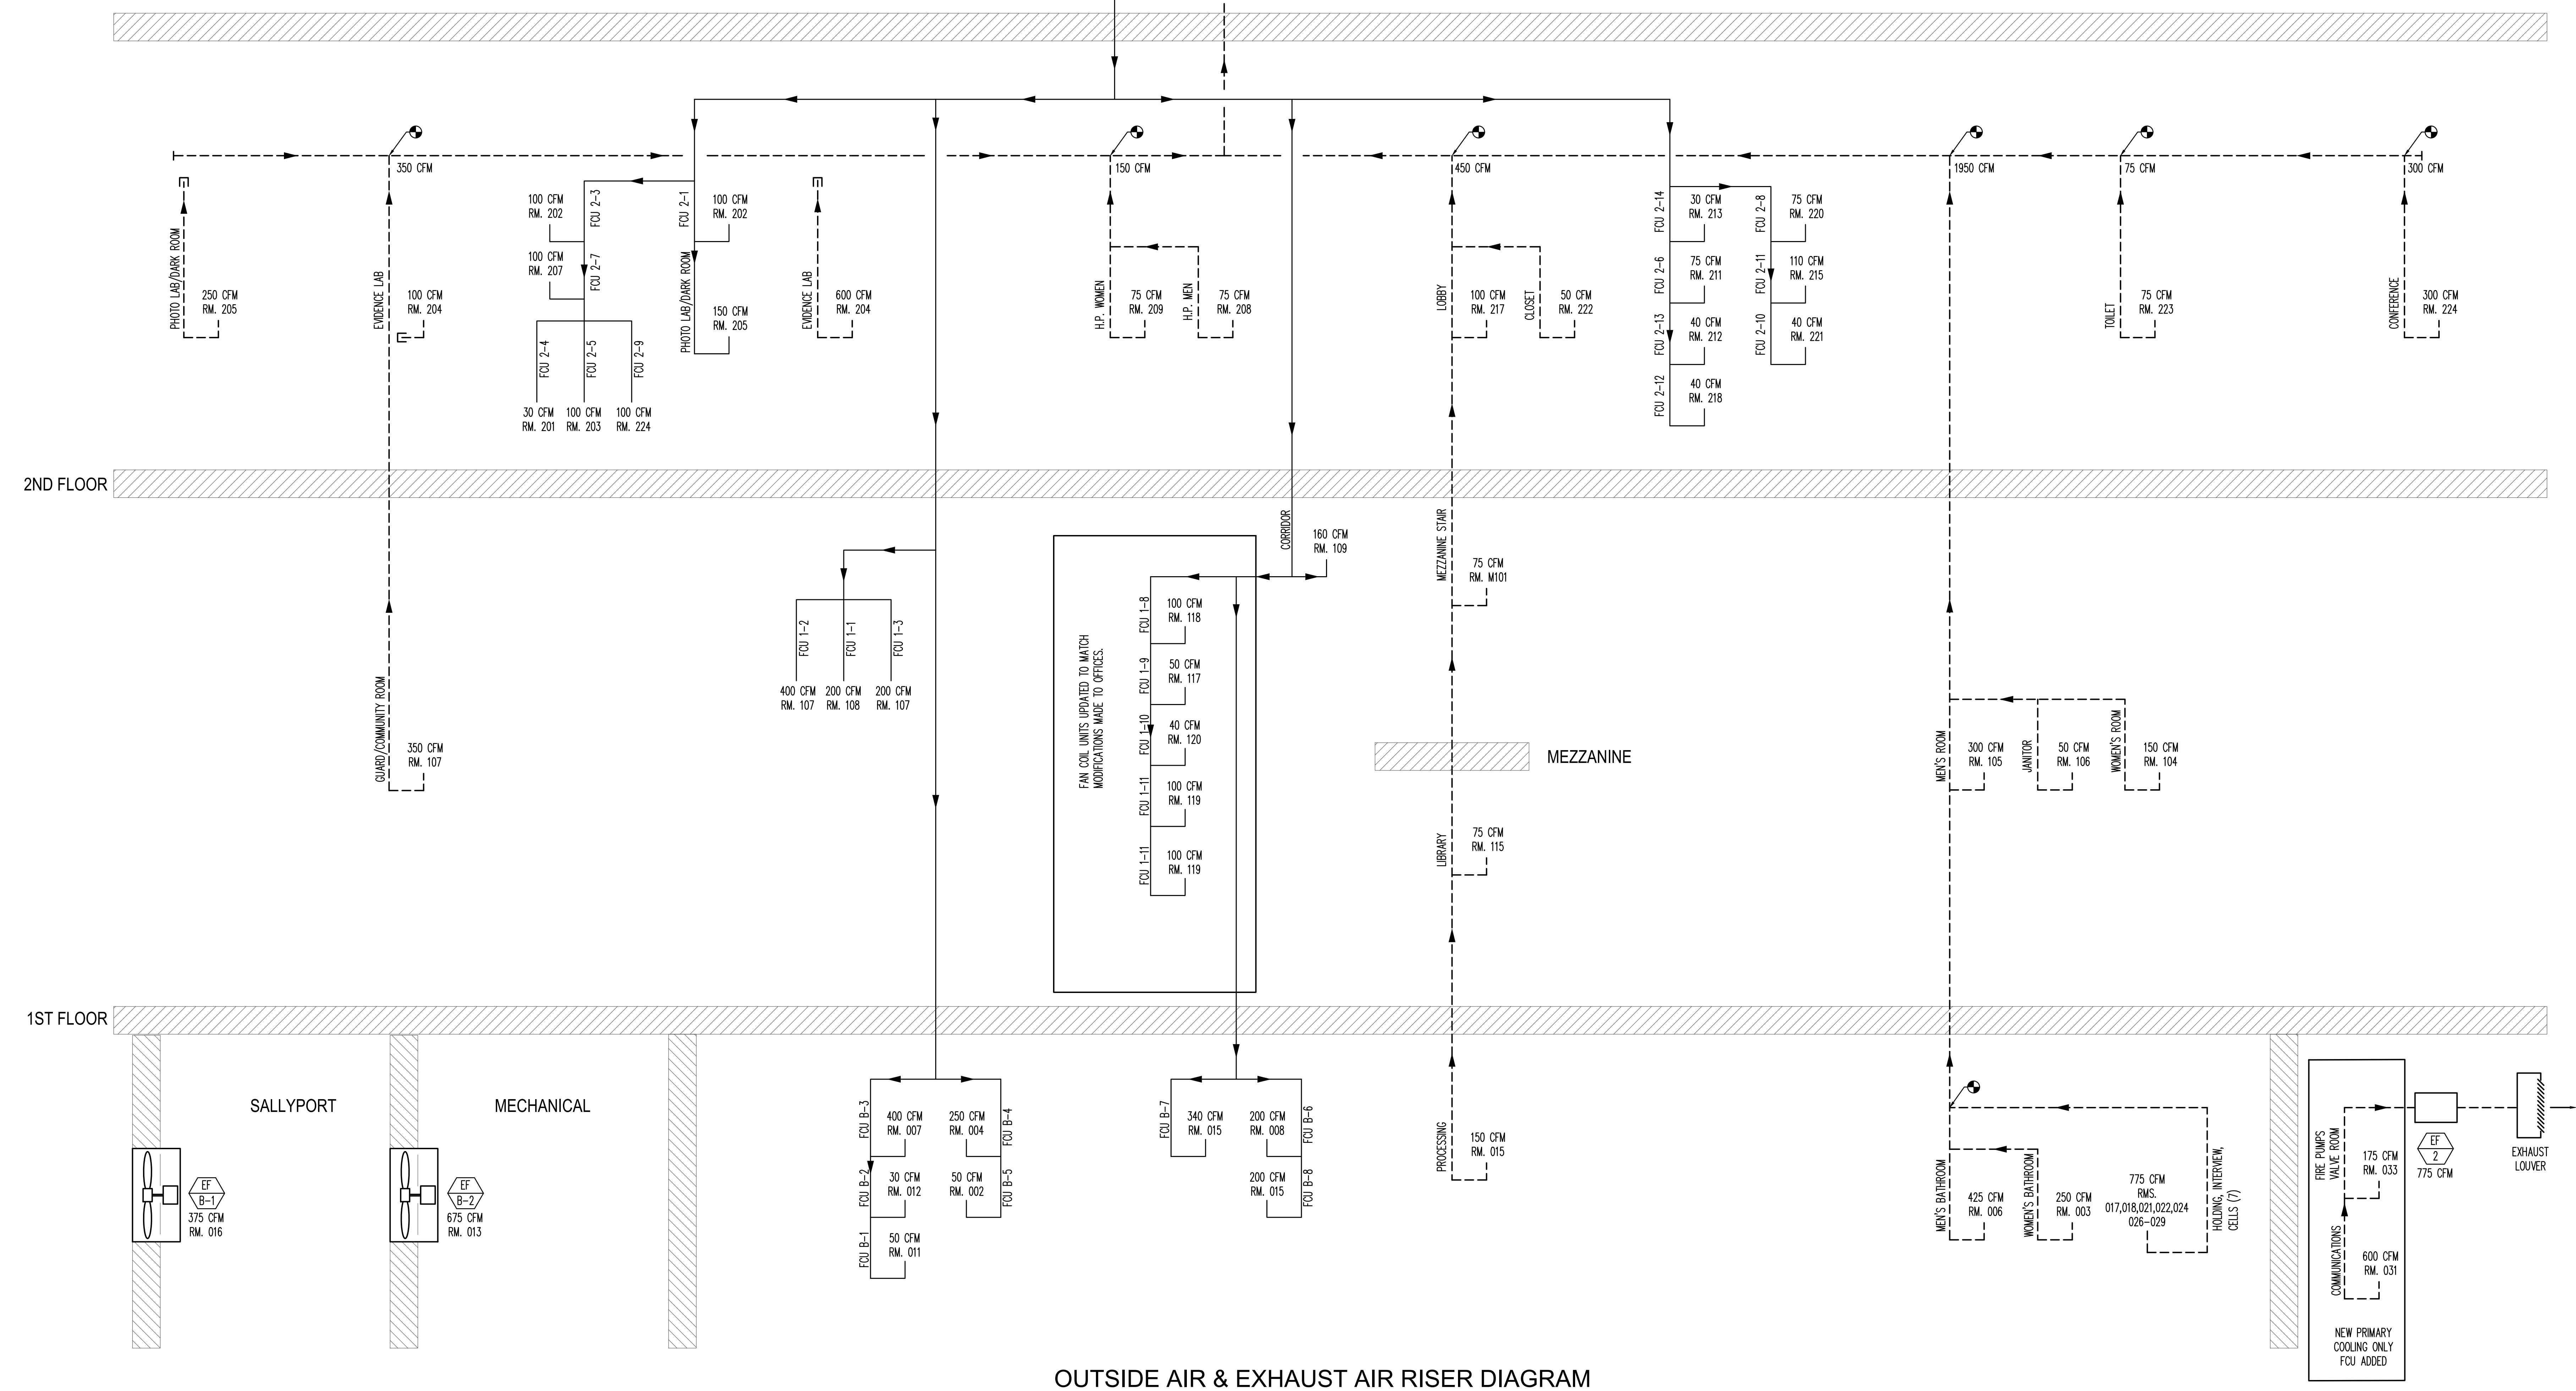 350 CFM
150 CFM
450 CFM
1950 CFM
75 CFM
300 CFM
PHOTO LAB/DARK ROOM
250 CFM
RM. 205
EVIDENCE LAB
100 CFM
RM. 204
100 CFM
RM. 202
FCU 2-3
100 CFM
RM. 207
FCU 2-7
FCU 2-4
FCU 2-5
FCU 2-9
30 CFM
RM. 201
100 CFM
RM. 203
100 CFM
RM. 224
FCU 2-1
100 CFM
RM. 202
PHOTO LAB/DARK ROOM
150 CFM
RM. 205
EVIDENCE LAB
600 CFM
RM. 204
H.P. WOMEN
75 CFM
RM. 209
H.P. MEN
75 CFM
RM. 208
LOBBY
100 CFM
RM. 217
CLOSET
50 CFM
RM. 222
FCU 2-14
30 CFM
RM. 213
FCU 2-6
75 CFM
RM. 211
FCU 2-13
40 CFM
RM. 212
FCU 2-12
40 CFM
RM. 218
FCU 2-8
75 CFM
RM. 220
FCU 2-11
110 CFM
RM. 215
FCU 2-10
40 CFM
RM. 221
TOILET
75 CFM
RM. 223
CONFERENCE
300 CFM
RM. 224
2ND FLOOR
GUARD/COMMUNITY ROOM
350 CFM
RM. 107
FCU 1-2
FCU 1-1
FCU 1-3
400 CFM
RM. 107
200 CFM
RM. 108
200 CFM
RM. 107
FAN COIL UNITS UPDATED TO MATCH
MODIFICATIONS MADE TO OFFICES.
FCU 1-8
100 CFM
RM. 118
FCU 1-9
50 CFM
RM. 117
FCU 1-10
40 CFM
RM. 120
FCU 1-11
100 CFM
RM. 119
FCU 1-11
100 CFM
RM. 119
CORRIDOR
160 CFM
RM. 109
MEZZANINE STAIR
75 CFM
RM. M101
MEZZANINE
LIBRARY
75 CFM
RM. 115
MEN'S ROOM
300 CFM
RM. 105
JANITOR
50 CFM
RM. 106
WOMEN'S ROOM
150 CFM
RM. 104
1ST FLOOR
SALLYPORT
EF
B-1
375 CFM
RM. 016
MECHANICAL
EF
B-2
675 CFM
RM. 013
FCU B-3
400 CFM
RM. 007
FCU B-2
30 CFM
RM. 012
FCU B-1
50 CFM
RM. 011
250 CFM
RM. 004
FCU B-4
50 CFM
RM. 002
FCU B-5
FCU B-7
340 CFM
RM. 015
200 CFM
RM. 008
FCU B-6
200 CFM
RM. 015
FCU B-8
PROCESSING
150 CFM
RM. 015
MEN'S BATHROOM
425 CFM
RM. 006
WOMEN'S BATHROOM
250 CFM
RM. 003
775 CFM
RMS.
017,018,021,022,024
026-029
HOLDING, INTERVIEW,
CELLS (7)
FIRE PUMPS
VALVE ROOM
175 CFM
RM. 033
COMMUNICATIONS
600 CFM
RM. 031
NEW PRIMARY
COOLING ONLY
FCU ADDED
EF
2
775 CFM
EXHAUST
LOUVER
OUTSIDE AIR & EXHAUST AIR RISER DIAGRAM